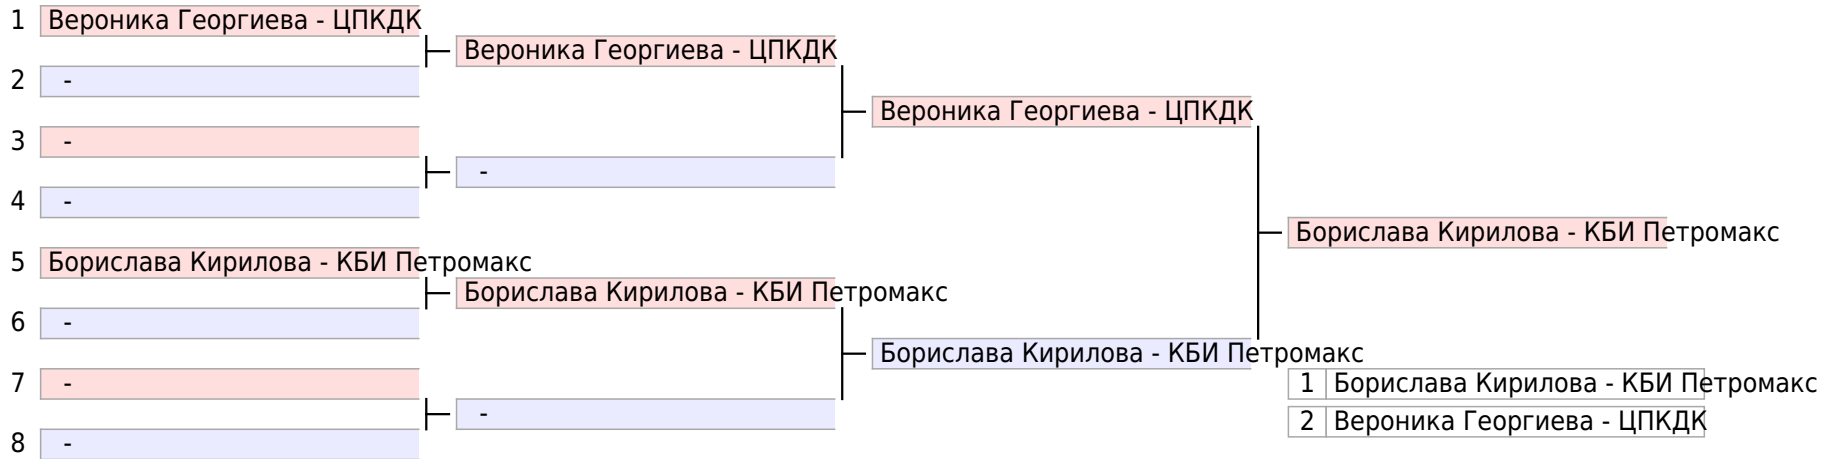 1 Вероника Георгиева - ЦПКДК
Вероника Георгиева - ЦПКДК
2 -
Вероника Георгиева - ЦПКДК
3 -
-
4 -
Борислава Кирилова - КБИ Петромакс
5 Борислава Кирилова - КБИ Петромакс
Борислава Кирилова - КБИ Петромакс
6 -
Борислава Кирилова - КБИ Петромакс
7 -
1 Борислава Кирилова - КБИ Петромакс
-
2 Вероника Георгиева - ЦПКДК
8 -